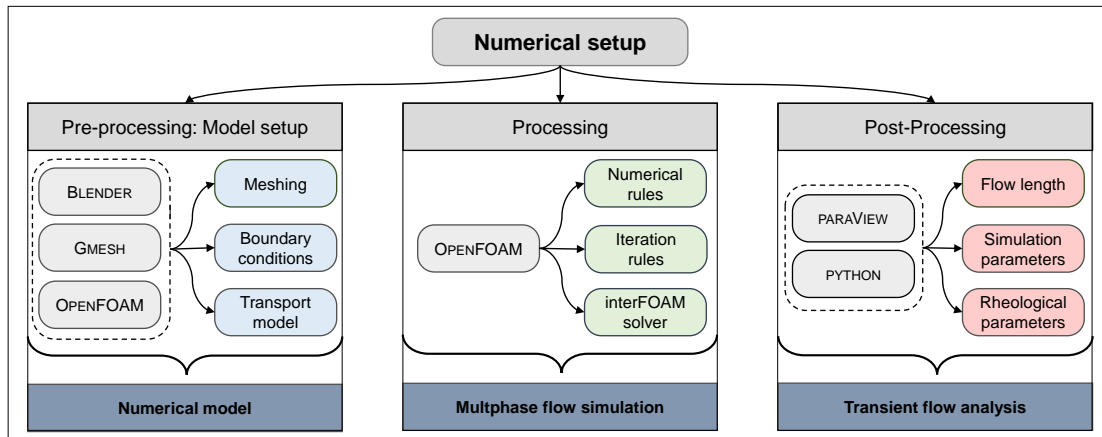 Numerical setup
Pre-processing: Model setup
BLENDER
GMESH
OPENFOAM
Meshing
Boundary
conditions
Transport
model
Numerical model
Processing
OPENFOAM
Numerical
rules
Iteration
rules
interFOAM
solver
Multphase flow simulation
Post-Processing
PARAVIEW
PYTHON
Flow length
Simulation
parameters
Rheological
parameters
Transient flow analysis